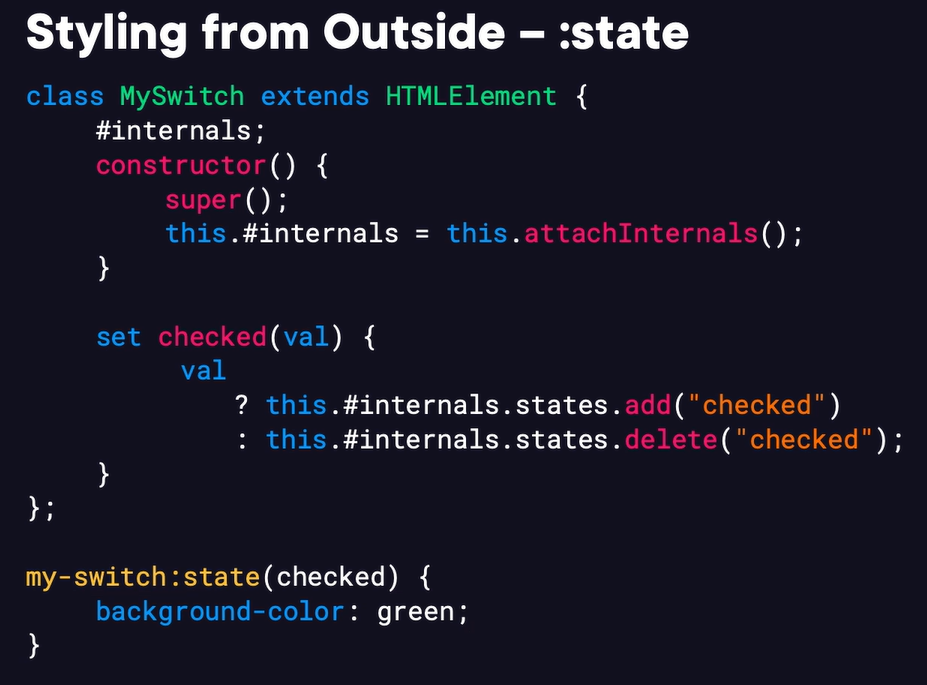 Styling from Outside – :state
class MySwitch extends HTMLElement {
#internals;
constructor() {
super();
this.#internals = this.attachInternals();
}
set checked(val) {
val
? this.#internals.states.add("checked")
: this.#internals.states.delete("checked");
}
};
my-switch:state(checked) {
background-color: green;
}